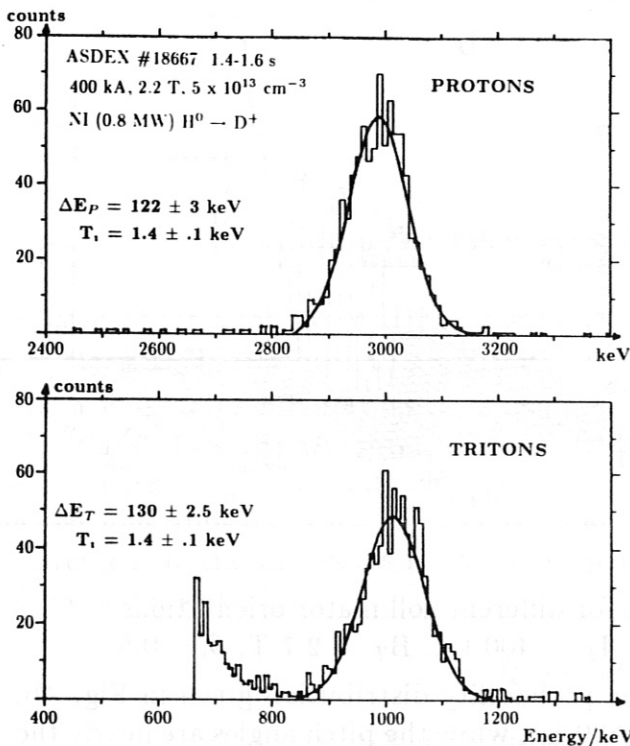 counts
80
60
40
20
0
ASDEX #18667 1.4-1.6 s
400 kA, 2.2 T, 5 x 10¹³ cm⁻³
NI (0.8 MW) H⁰ → D⁺
PROTONS
ΔE_P = 122 ± 3 keV
T_i = 1.4 ± .1 keV
2400 2600 2800 3000 3200 keV
counts
80
60
40
20
0
TRITONS
ΔE_T = 130 ± 2.5 keV
T_i = 1.4 ± .1 keV
400 600 800 1000 1200 Energy/keV